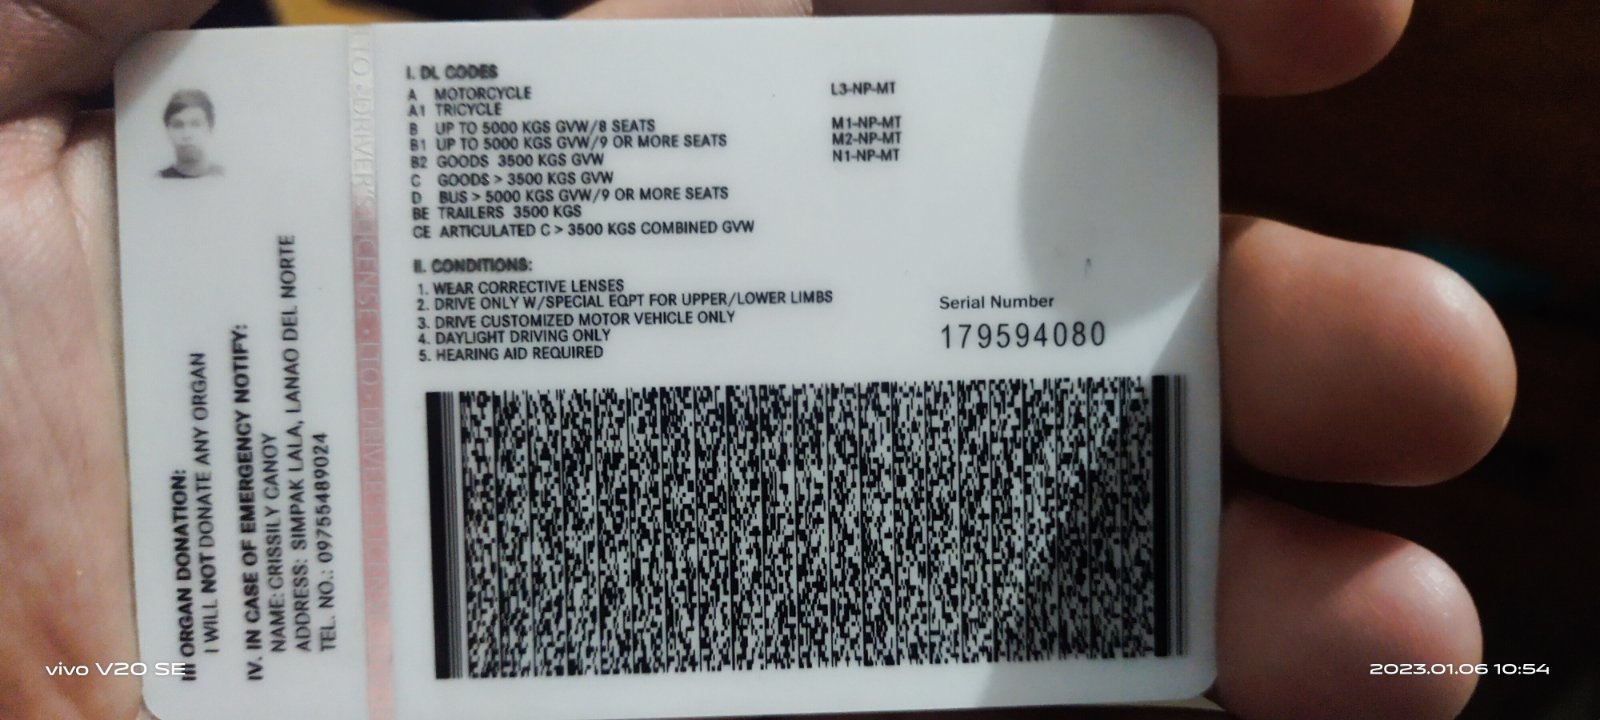 I. DL CODES
A MOTORCYCLE L3-NP-MT
A1 TRICYCLE
B UP TO 5000 KGS GVW/8 SEATS M1-NP-MT
B1 UP TO 5000 KGS GVW/9 OR MORE SEATS M2-NP-MT
B2 GOODS 3500 KGS GVW N1-NP-MT
C GOODS > 3500 KGS GVW
D BUS > 5000 KGS GVW/9 OR MORE SEATS
BE TRAILERS 3500 KGS
CE ARTICULATED C > 3500 KGS COMBINED GVW
II. CONDITIONS:
1. WEAR CORRECTIVE LENSES
2. DRIVE ONLY W/SPECIAL EQPT FOR UPPER/LOWER LIMBS
3. DRIVE CUSTOMIZED MOTOR VEHICLE ONLY
4. DAYLIGHT DRIVING ONLY
5. HEARING AID REQUIRED
Serial Number
179594080
III ORGAN DONATION:
I WILL NOT DONATE ANY ORGAN
IV. IN CASE OF EMERGENCY NOTIFY:
NAME: CRISSILY CANOY
ADDRESS: SIMPAK LALA, LANAO DEL NORTE
TEL. NO.: 09755489024
LTO • DRIVER'S LICENSE • LTO • DRIVER'S LICENSE
vivo V20 SE
2023.01.06 10:54